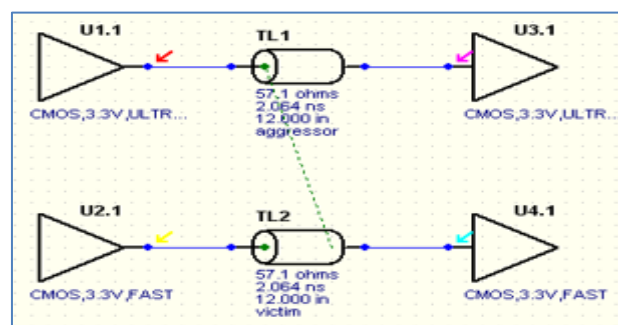 U1.1
TL1
U3.1
CMOS,3.3V,ULTR...
57.1 ohms
2.064 ns
12.000 in
aggressor
CMOS,3.3V,ULTR...
U2.1
TL2
U4.1
CMOS,3.3V,FAST
57.1 ohms
2.064 ns
12.000 in
victim
CMOS,3.3V,FAST